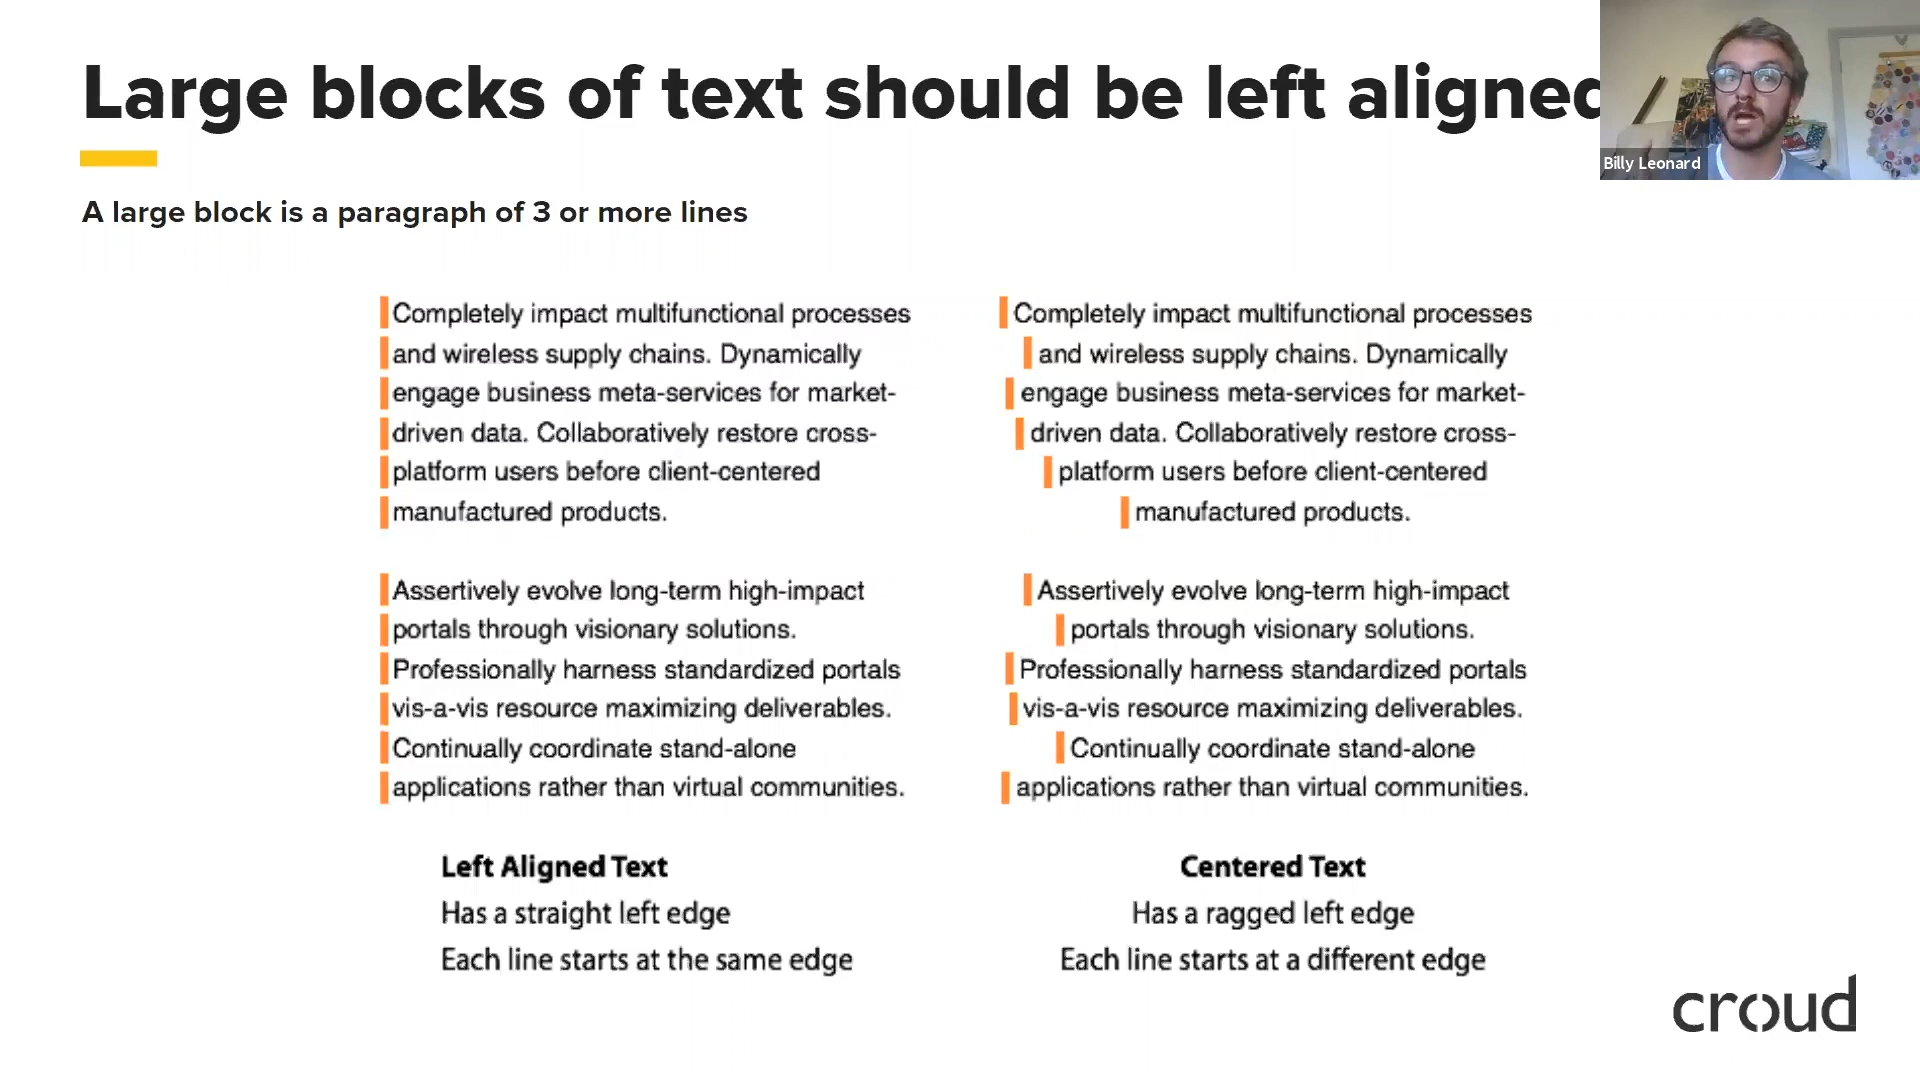 Large blocks of text should be left aligned
Billy Leonard
A large block is a paragraph of 3 or more lines
Completely impact multifunctional processes
and wireless supply chains. Dynamically
engage business meta-services for market-
driven data. Collaboratively restore cross-
platform users before client-centered
manufactured products.
Assertively evolve long-term high-impact
portals through visionary solutions.
Professionally harness standardized portals
vis-a-vis resource maximizing deliverables.
Continually coordinate stand-alone
applications rather than virtual communities.
Left Aligned Text
Has a straight left edge
Each line starts at the same edge
Completely impact multifunctional processes
and wireless supply chains. Dynamically
engage business meta-services for market-
driven data. Collaboratively restore cross-
platform users before client-centered
manufactured products.
Assertively evolve long-term high-impact
portals through visionary solutions.
Professionally harness standardized portals
vis-a-vis resource maximizing deliverables.
Continually coordinate stand-alone
applications rather than virtual communities.
Centered Text
Has a ragged left edge
Each line starts at a different edge
croud